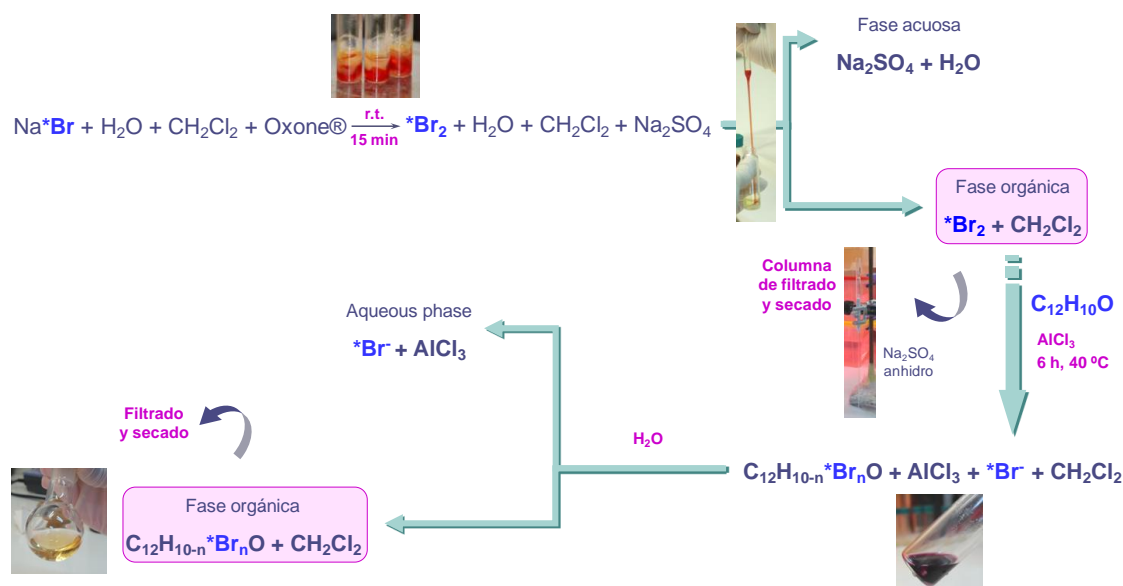 Na*Br + H₂O + CH₂Cl₂ + Oxone®
r.t.
15 min
*Br₂ + H₂O + CH₂Cl₂ + Na₂SO₄
Fase acuosa
Na₂SO₄ + H₂O
Fase orgánica
*Br₂ + CH₂Cl₂
Columna
de filtrado
y secado
Na₂SO₄
anhidro
C₁₂H₁₀O
AlCl₃
6 h, 40 ºC
C₁₂H₁₀₋ₙ*BrₙO + AlCl₃ + *Br⁻ + CH₂Cl₂
H₂O
Aqueous phase
*Br⁻ + AlCl₃
Filtrado
y secado
Fase orgánica
C₁₂H₁₀₋ₙ*BrₙO + CH₂Cl₂